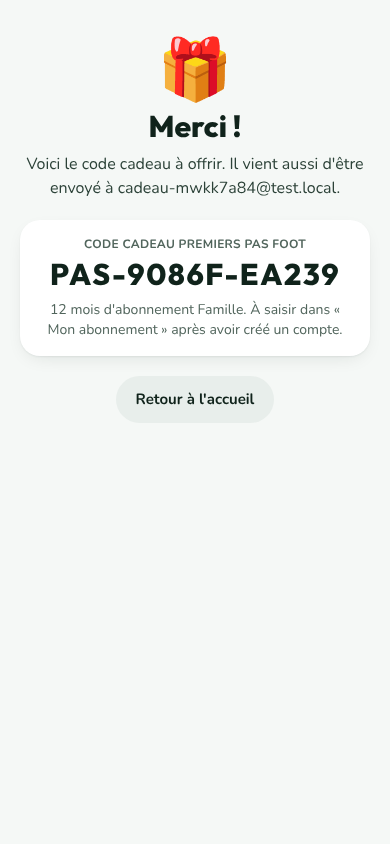 Merci !
Voici le code cadeau à offrir. Il vient aussi d'être
envoyé à cadeau-mwkk7a84@test.local.
CODE CADEAU PREMIERS PAS FOOT
PAS-9086F-EA239
12 mois d'abonnement Famille. À saisir dans «
Mon abonnement » après avoir créé un compte.
Retour à l'accueil